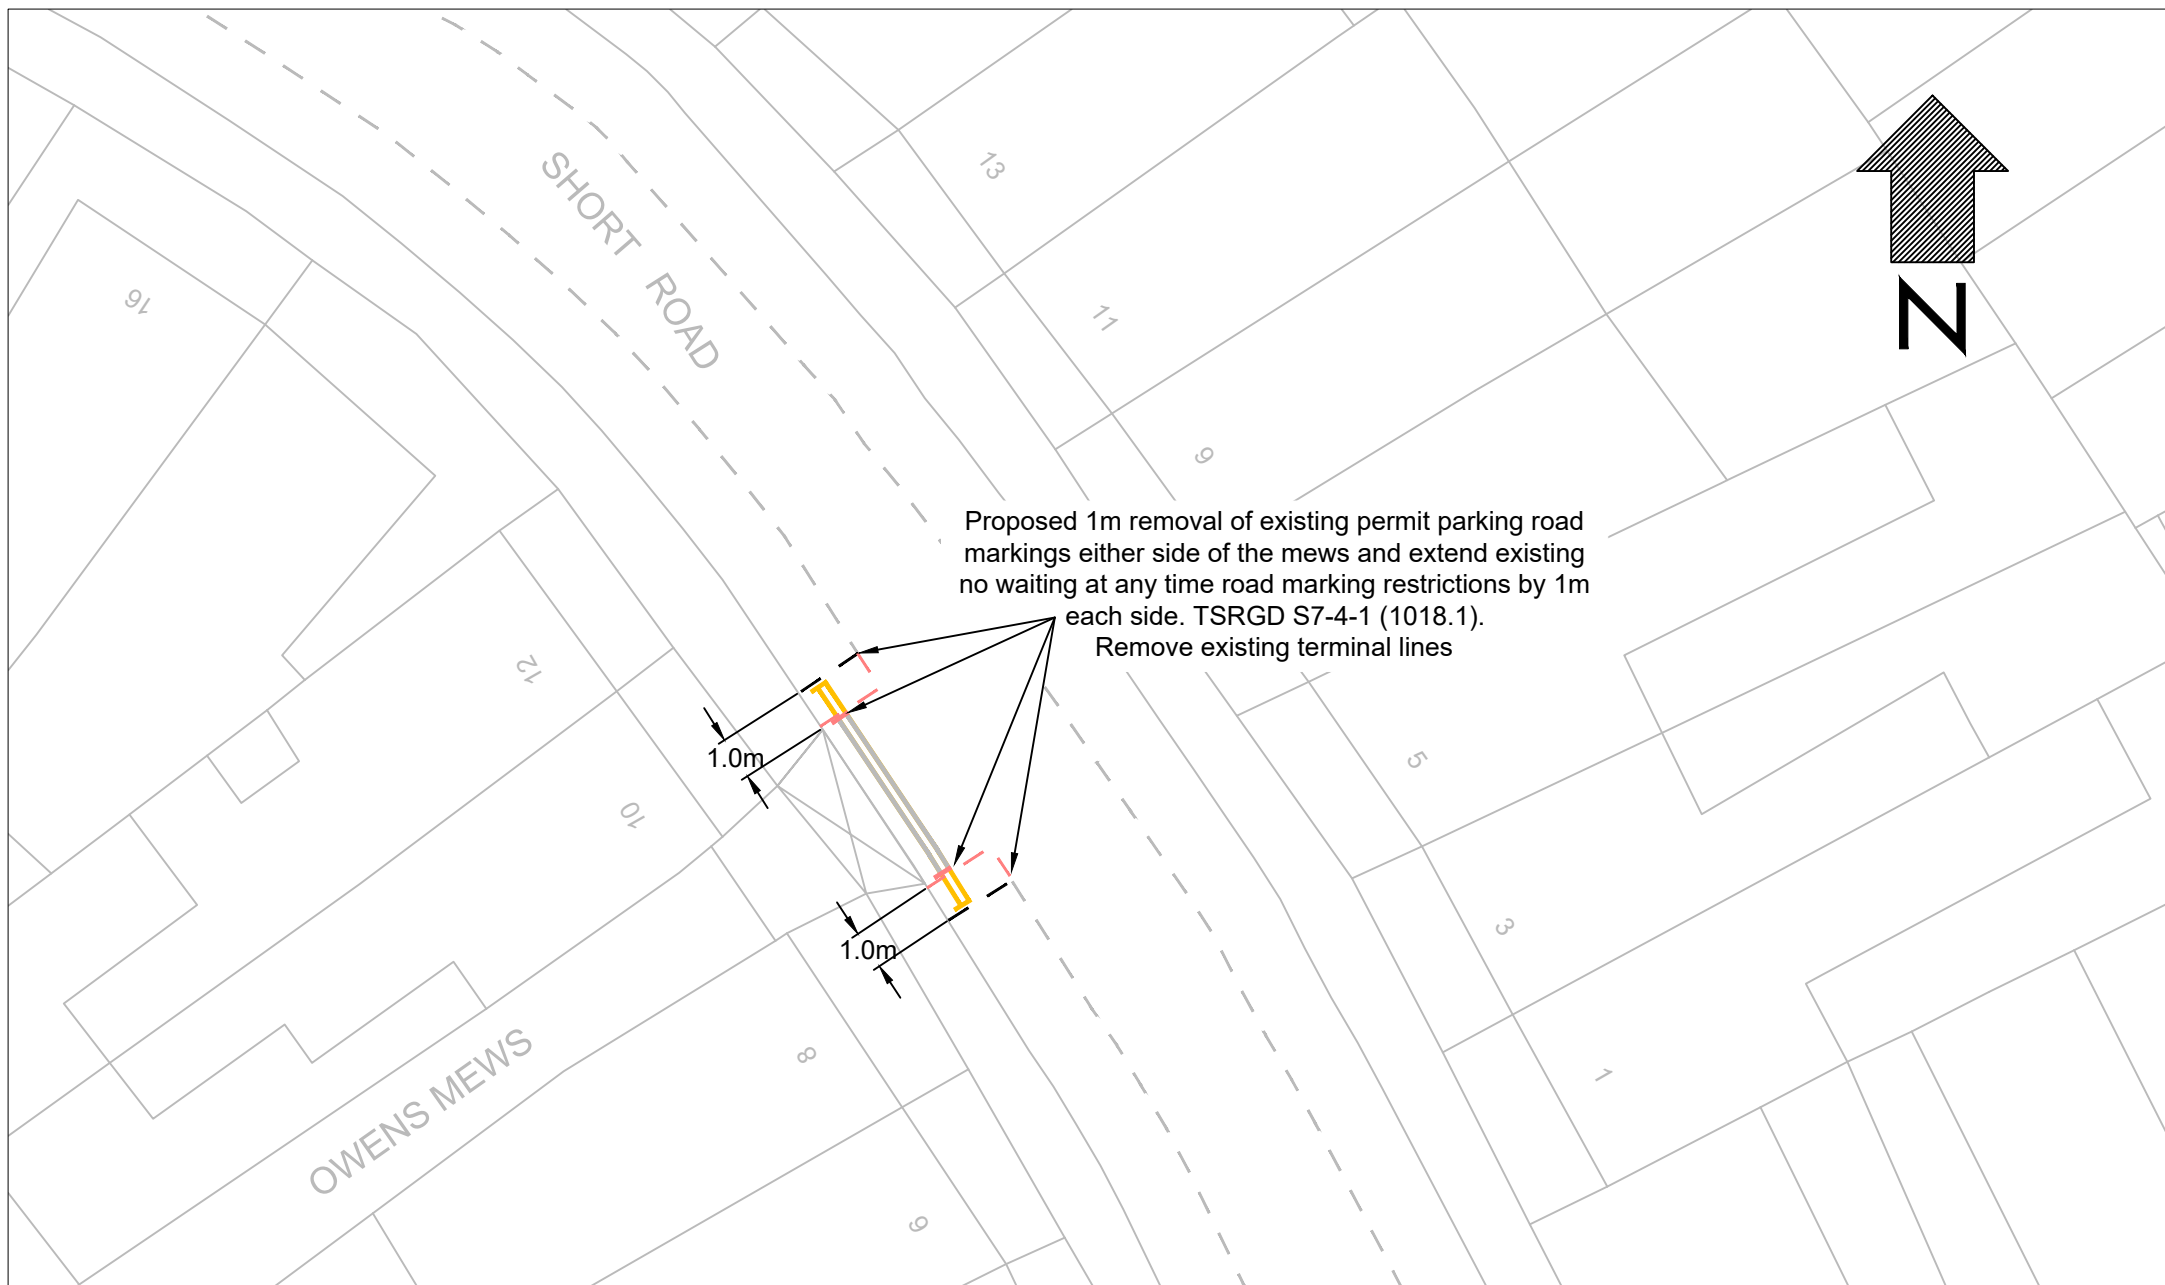 SHORT ROAD
13
11
16
9
N
Proposed 1m removal of existing permit parking road
markings either side of the mews and extend existing
no waiting at any time road marking restrictions by 1m
each side. TSRGD S7-4-1 (1018.1).
Remove existing terminal lines
12
1.0m
5
10
1.0m
3
8
1
OWENS MEWS
6